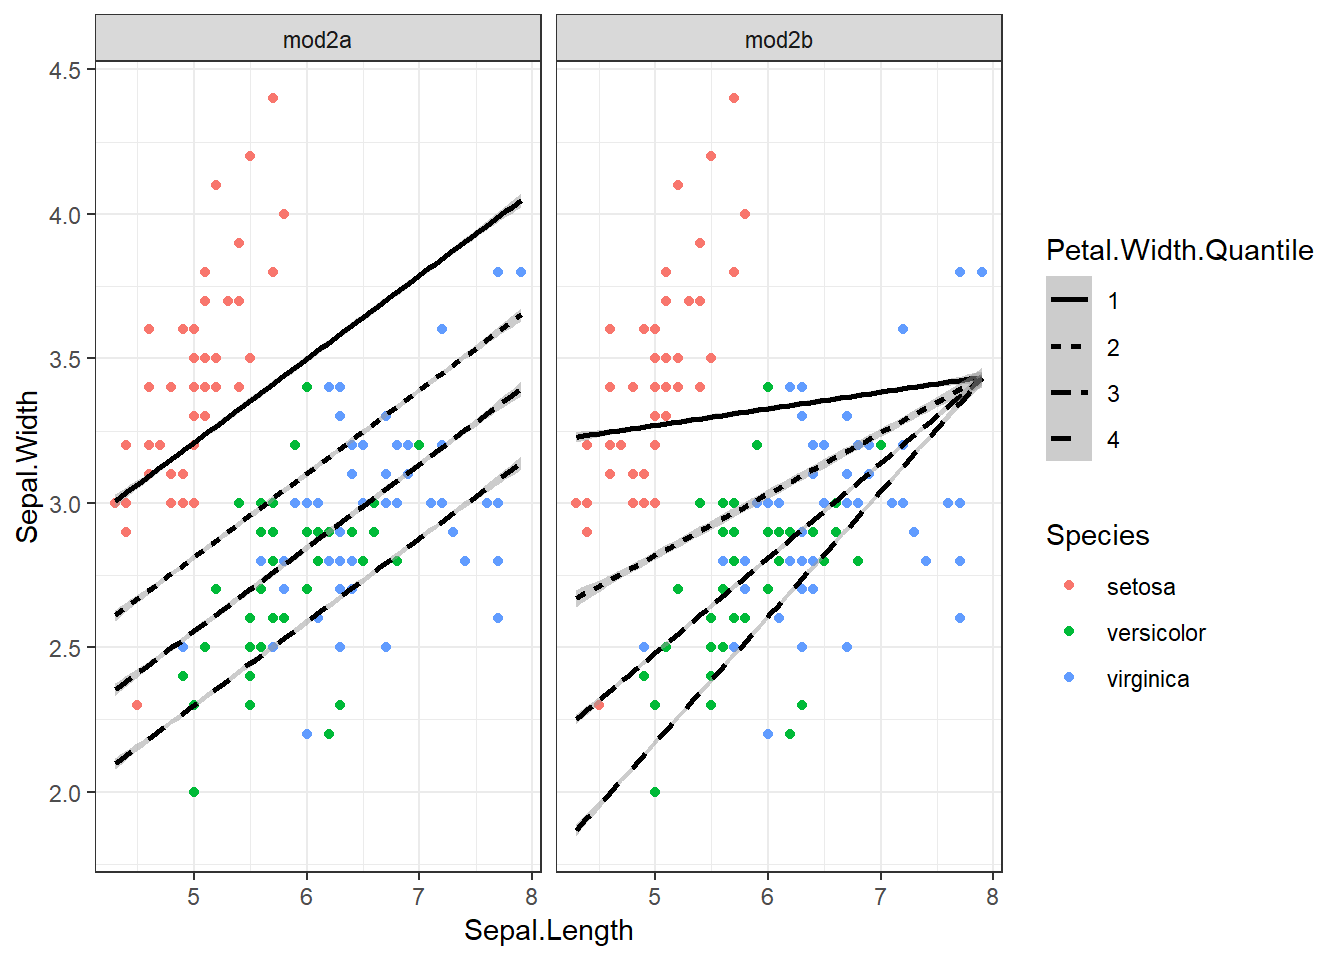 mod2a
mod2b
4.5
4.0
3.5
3.0
2.5
2.0
Sepal.Width
5 6 7 8
5 6 7 8
Sepal.Length
Petal.Width.Quantile
1
2
3
4
Species
setosa
versicolor
virginica